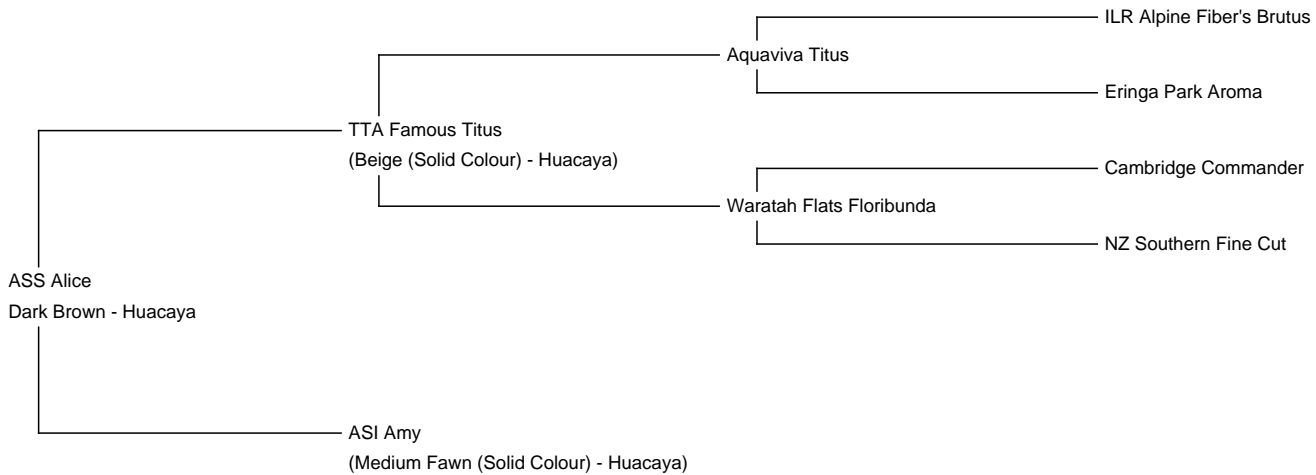 ILR Alpine Fiber's Brutus
Aquaviva Titus
Eringa Park Aroma
TTA Famous Titus
(Beige (Solid Colour) - Huacaya)
Cambridge Commander
Waratah Flats Floribunda
NZ Southern Fine Cut
ASS Alice
Dark Brown - Huacaya
ASI Amy
(Medium Fawn (Solid Colour) - Huacaya)